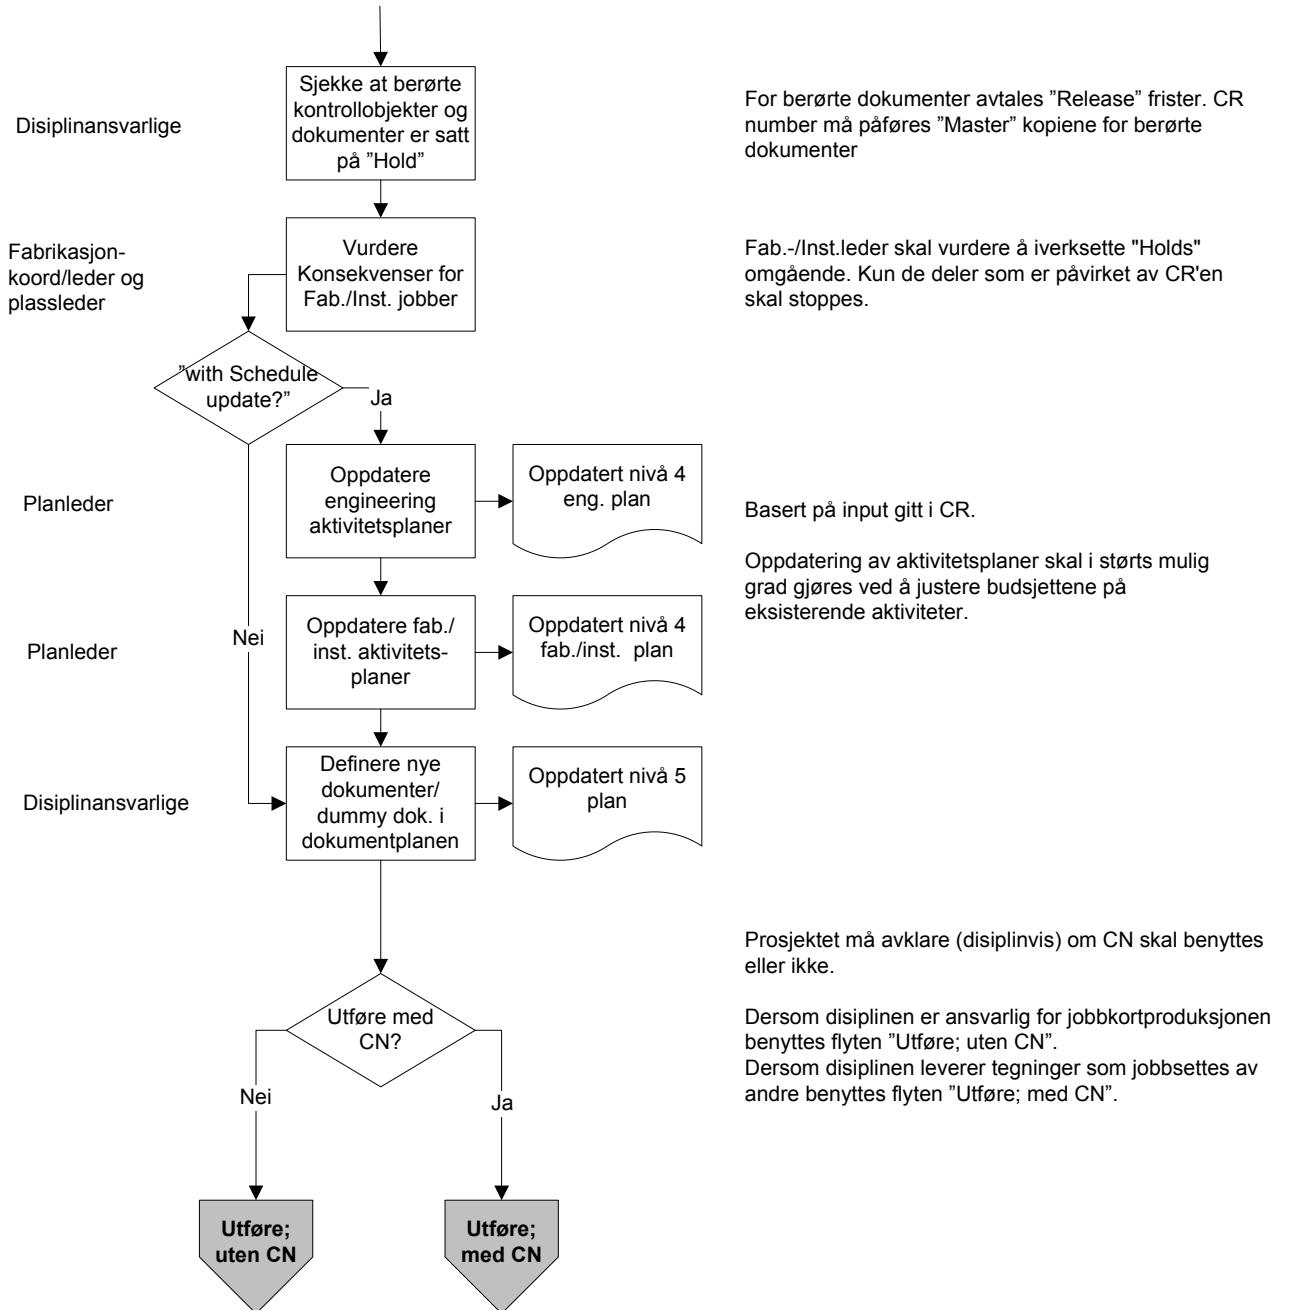 Disiplinansvarlige
Sjekke at berørte
kontrollobjekter og
dokumenter er satt
på ”Hold”
For berørte dokumenter avtales ”Release” frister. CR
number må påføres ”Master” kopiene for berørte
dokumenter
Fabrikasjon-
koord/leder og
plassleder
Vurdere
Konsekvenser for
Fab./Inst. jobber
Fab.-/Inst.leder skal vurdere å iverksette "Holds"
omgående. Kun de deler som er påvirket av CR'en
skal stoppes.
”with Schedule
update?”
Ja
Planleder
Oppdatere
engineering
aktivitetsplaner
Oppdatert nivå 4
eng. plan
Basert på input gitt i CR.
Oppdatering av aktivitetsplaner skal i størts mulig
grad gjøres ved å justere budsjettene på
eksisterende aktiviteter.
Nei
Planleder
Oppdatere fab./
inst. aktivitets-
planer
Oppdatert nivå 4
fab./inst. plan
Disiplinansvarlige
Definere nye
dokumenter/
dummy dok. i
dokumentplanen
Oppdatert nivå 5
plan
Prosjektet må avklare (disiplinvis) om CN skal benyttes
eller ikke.
Dersom disiplinen er ansvarlig for jobbkortproduksjonen
benyttes flyten ”Utføre; uten CN”.
Dersom disiplinen leverer tegninger som jobbsettes av
andre benyttes flyten ”Utføre; med CN”.
Utføre med
CN?
Nei
Ja
Utføre;
uten CN
Utføre;
med CN